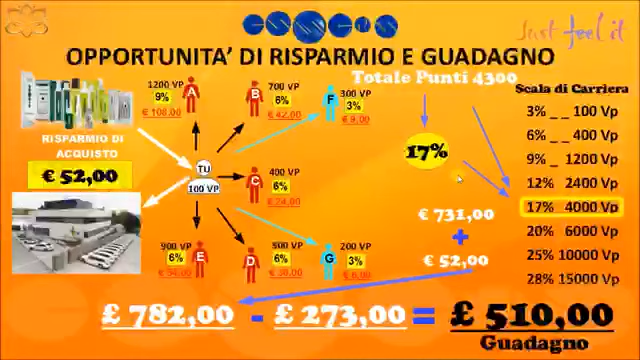 essens
Just feel it
OPPORTUNITA' DI RISPARMIO E GUADAGNO
Totale Punti 4300
Scala di Carriera
3% _ _ 100 Vp
6% _ _ 400 Vp
9% _ 1200 Vp
12% 2400 Vp
17% 4000 Vp
20% 6000 Vp
25% 10000 Vp
28% 15000 Vp
1200 VP
9%
€ 108,00
A
700 VP
6%
€ 42,00
B
300 VP
3%
€ 9,00
F
RISPARMIO DI
ACQUISTO
€ 52,00
TU
100 VP
400 VP
6%
€ 24,00
C
17%
€ 731,00
+
€ 52,00
900 VP
6%
€ 54,00
E
500 VP
6%
€ 30,00
D
200 VP
3%
€ 6,00
G
£ 782,00 - £ 273,00 = £ 510,00
Guadagno